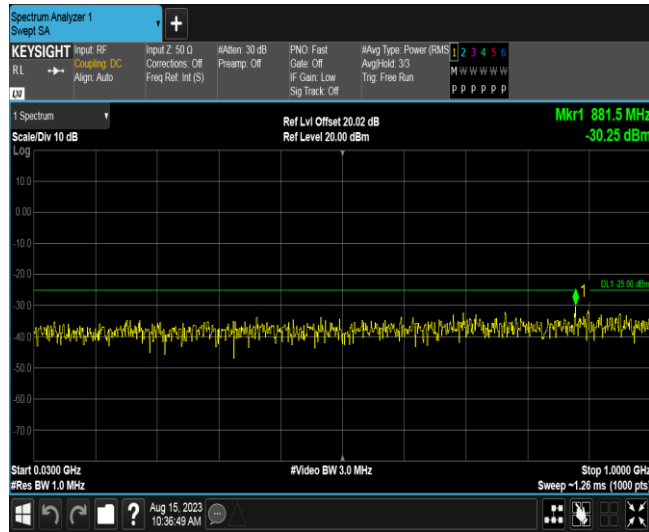 Spectrum Analyzer 1
Swept SA
+
KEYSIGHT Input: RF Input Z: 50 Ω #Atten: 30 dB PNO: Fast #Avg Type: Power (RMS 1 2 3 4 5 6
RL Coupling: DC Corrections: Off Preamp: Off Gate: Off Avg|Hold: 3/3 M W W W W W
Align: Auto Freq Ref: Int (S) IF Gain: Low Trig: Free Run
LXI Sig Track: Off P P P P P P
1 Spectrum Ref Lvl Offset 20.02 dB Mkr1 881.5 MHz
Scale/Div 10 dB Ref Level 20.00 dBm -30.25 dBm
Log
10.0
0.00
-10.0
-20.0
DL1 -25.00 dBm
1
-30.0
-40.0
-50.0
-60.0
-70.0
Start 0.0300 GHz #Video BW 3.0 MHz Stop 1.0000 GHz
#Res BW 1.0 MHz Sweep ~1.26 ms (1000 pts)
? Aug 15, 2023
10:36:49 AM